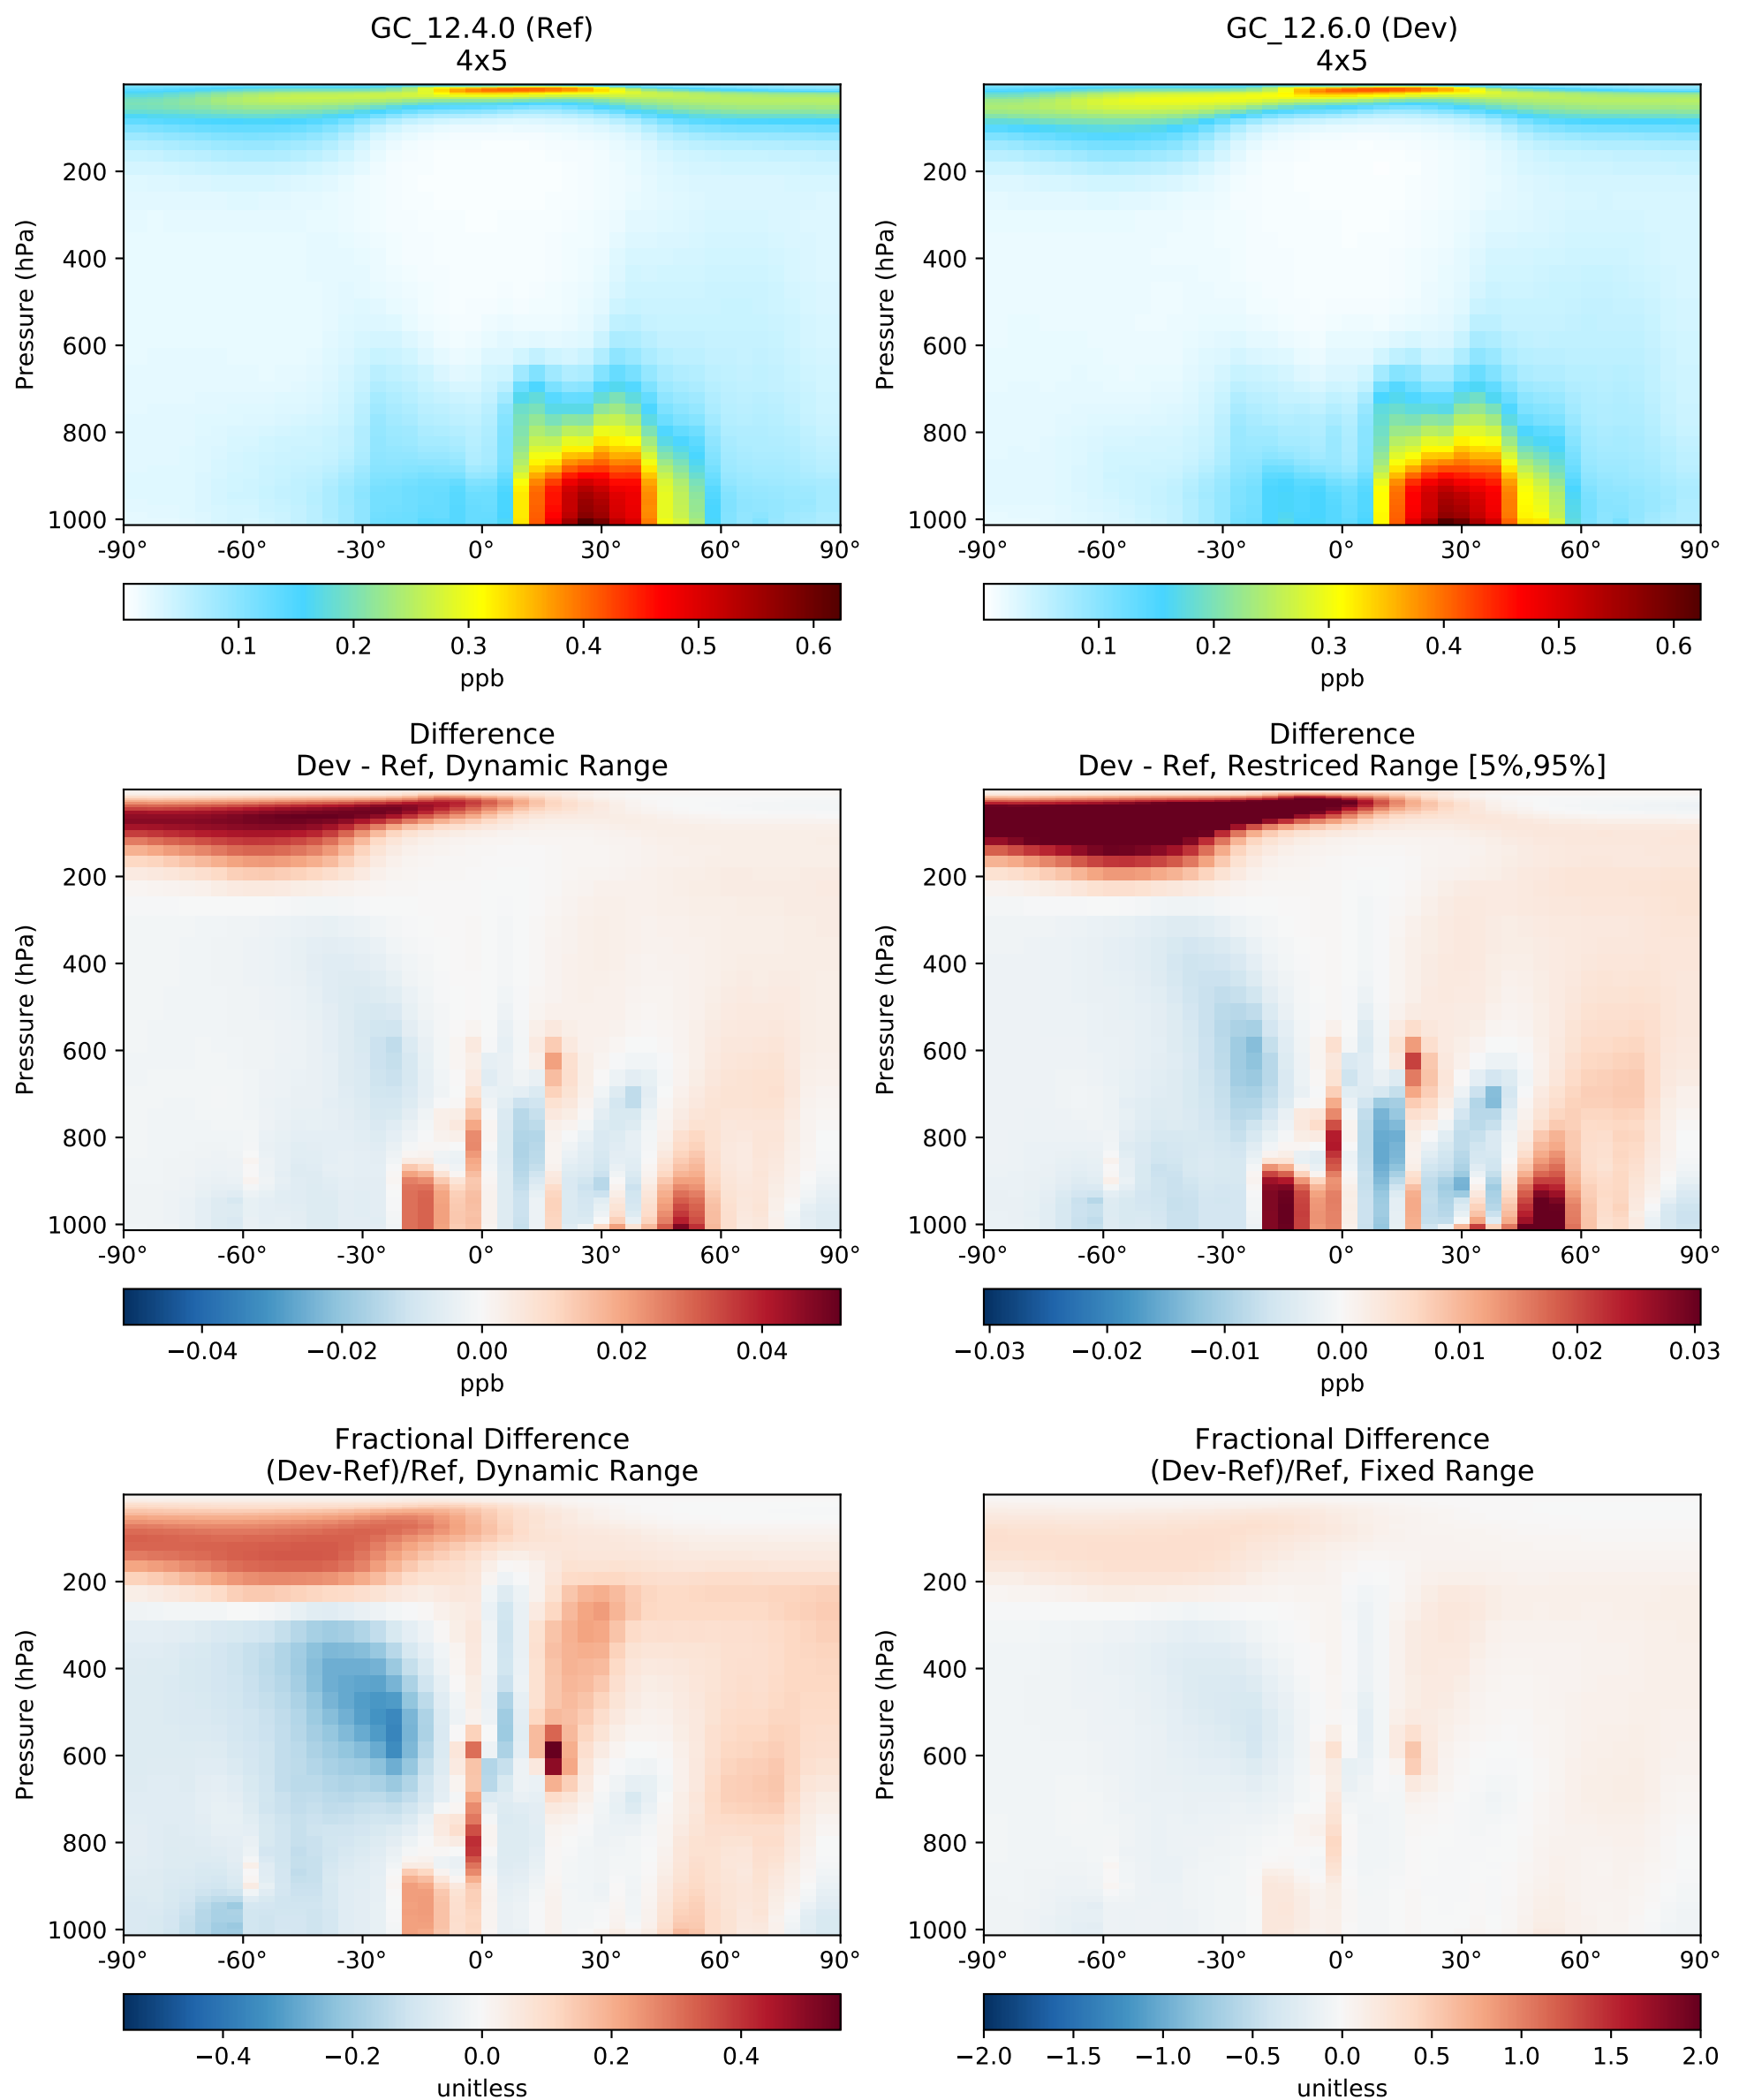 GC_12.4.0 (Ref)
4x5
GC_12.6.0 (Dev)
4x5
Pressure (hPa)
200
400
600
800
1000
-90° -60° -30° 0° 30° 60° 90°
0.1 0.2 0.3 0.4 0.5 0.6
ppb
Pressure (hPa)
200
400
600
800
1000
-90° -60° -30° 0° 30° 60° 90°
0.1 0.2 0.3 0.4 0.5 0.6
ppb
Difference
Dev - Ref, Dynamic Range
Difference
Dev - Ref, Restriced Range [5%,95%]
Pressure (hPa)
200
400
600
800
1000
-90° -60° -30° 0° 30° 60° 90°
−0.04 −0.02 0.00 0.02 0.04
ppb
Pressure (hPa)
200
400
600
800
1000
-90° -60° -30° 0° 30° 60° 90°
−0.03 −0.02 −0.01 0.00 0.01 0.02 0.03
ppb
Fractional Difference
(Dev-Ref)/Ref, Dynamic Range
Fractional Difference
(Dev-Ref)/Ref, Fixed Range
Pressure (hPa)
200
400
600
800
1000
-90° -60° -30° 0° 30° 60° 90°
−0.4 −0.2 0.0 0.2 0.4
unitless
Pressure (hPa)
200
400
600
800
1000
-90° -60° -30° 0° 30° 60° 90°
−2.0 −1.5 −1.0 −0.5 0.0 0.5 1.0 1.5 2.0
unitless